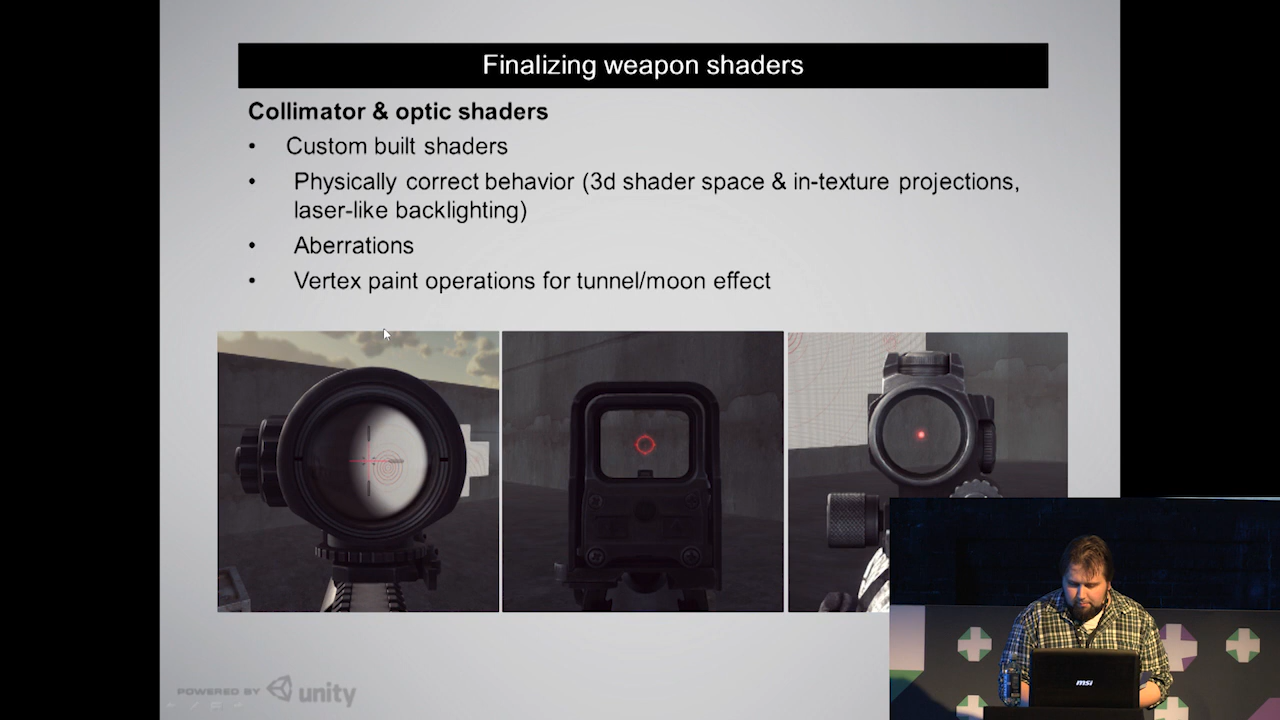 Finalizing weapon shaders
Collimator & optic shaders
• Custom built shaders
• Physically correct behavior (3d shader space & in-texture projections,
laser-like backlighting)
• Aberrations
• Vertex paint operations for tunnel/moon effect
POWERED BY unity
msi